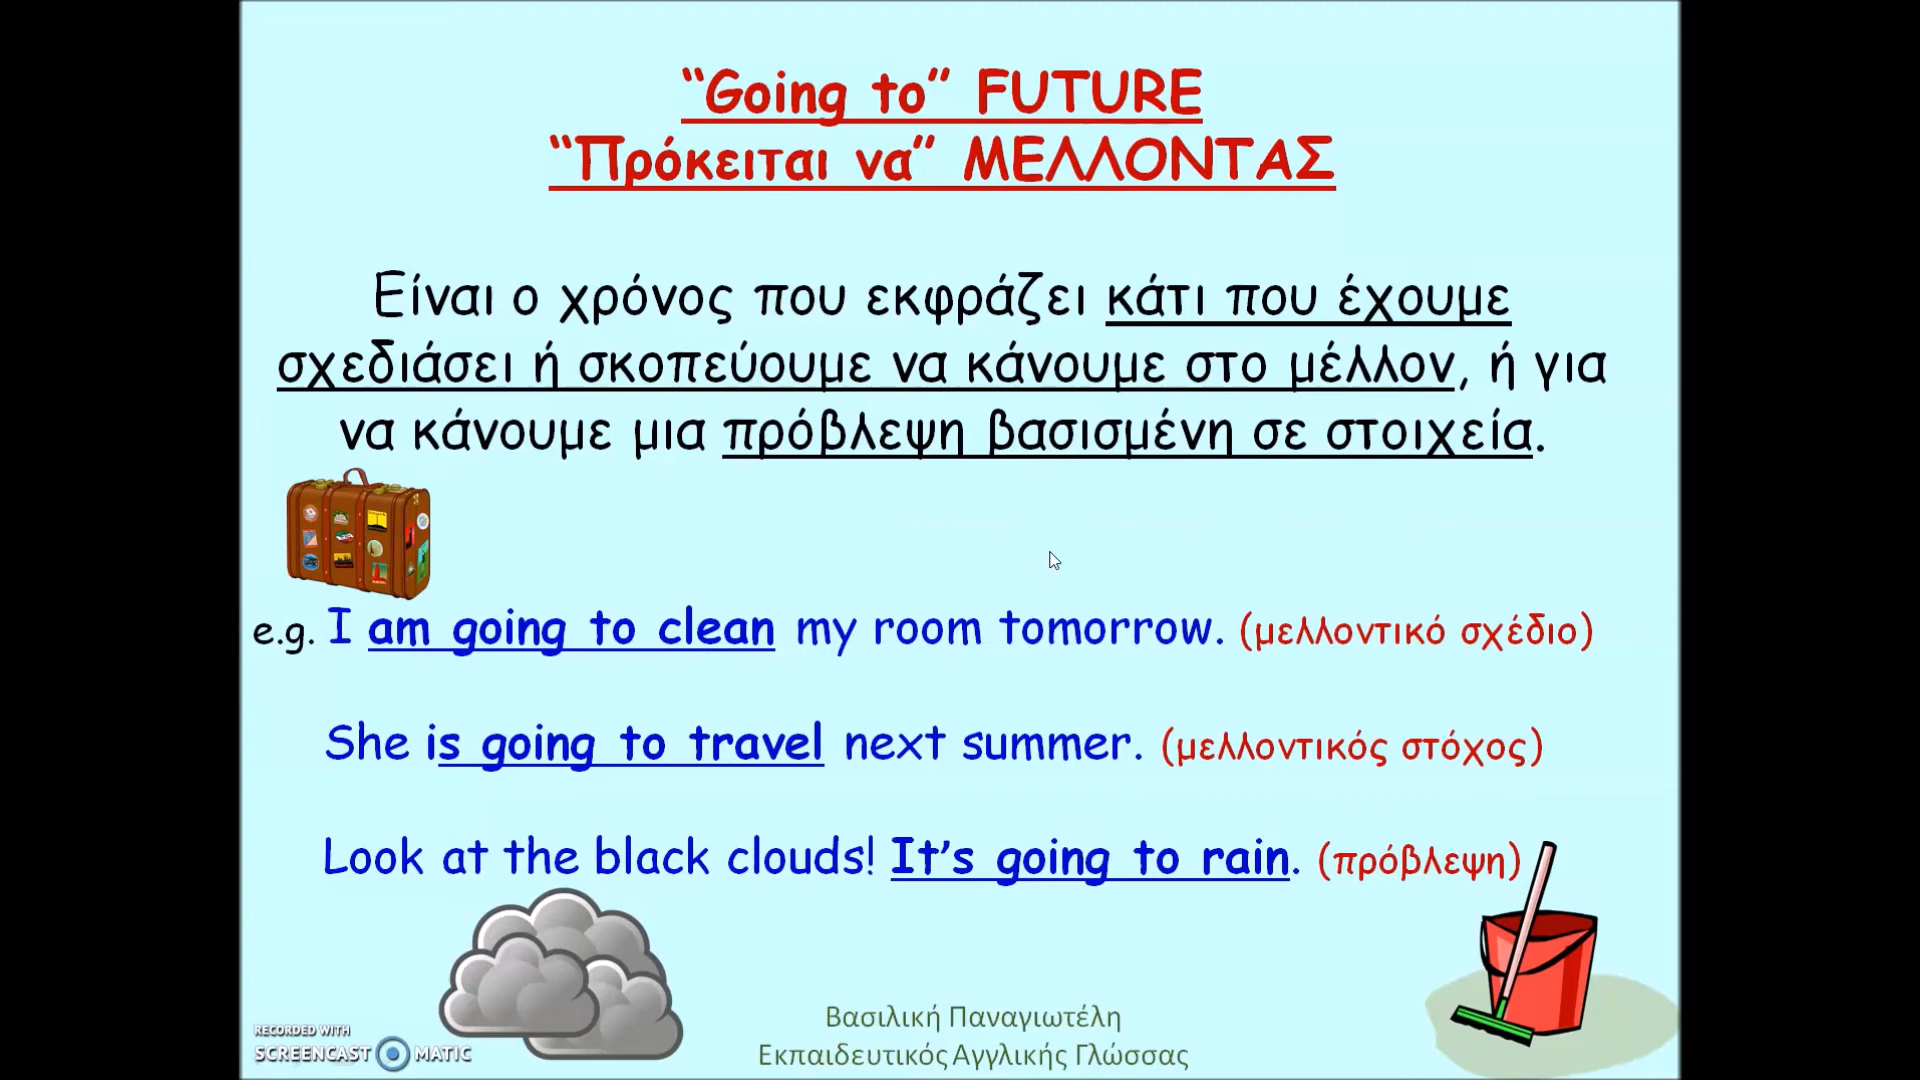 “Going to” FUTURE
“Πρόκειται να” ΜΕΛΛΟΝΤΑΣ
Είναι ο χρόνος που εκφράζει κάτι που έχουμε
σχεδιάσει ή σκοπεύουμε να κάνουμε στο μέλλον, ή για
να κάνουμε μια πρόβλεψη βασισμένη σε στοιχεία.
e.g. I am going to clean my room tomorrow. (μελλοντικό σχέδιο)
She is going to travel next summer. (μελλοντικός στόχος)
Look at the black clouds! It’s going to rain. (πρόβλεψη)
Βασιλική Παναγιωτέλη
Εκπαιδευτικός Αγγλικής Γλώσσας
RECORDED WITH
SCREENCAST MATIC